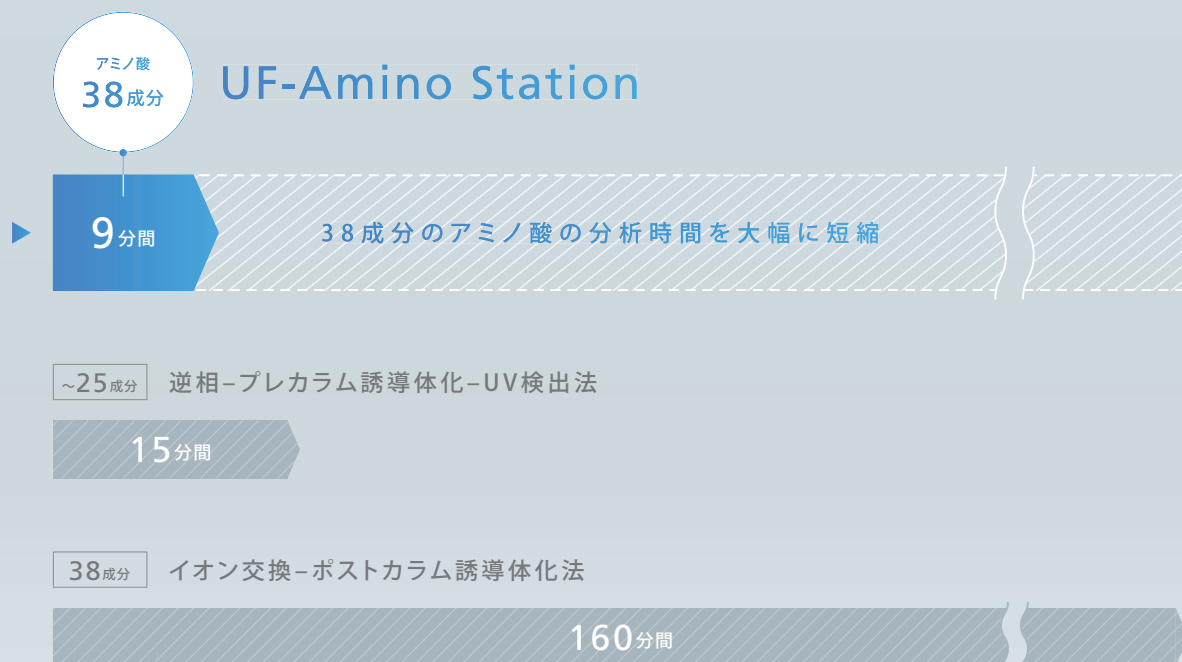 アミノ酸
38成分
UF-Amino Station
9分間
38成分のアミノ酸の分析時間を大幅に短縮
~25成分 逆相–プレカラム誘導体化–UV検出法
15分間
38成分 イオン交換–ポストカラム誘導体化法
160分間